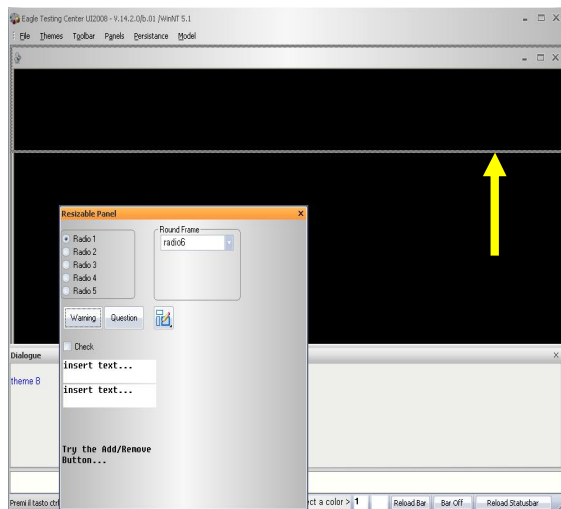 Eagle Testing Center UI2008 - V.14.2.0/b.01 /WinNT 5.1
File Themes Toolbar Panels Persistance Model
Resizable Panel
Radio 1
Radio 2
Radio 3
Radio 4
Radio 5
Round Frame
radio6
Warning Question
Check
insert text...
insert text...
Try the Add/Remove
Button...
Dialogue
theme 8
Premi il tasto ctrl
ct a color > 1 Reload Bar Bar Off Reload Statusbar